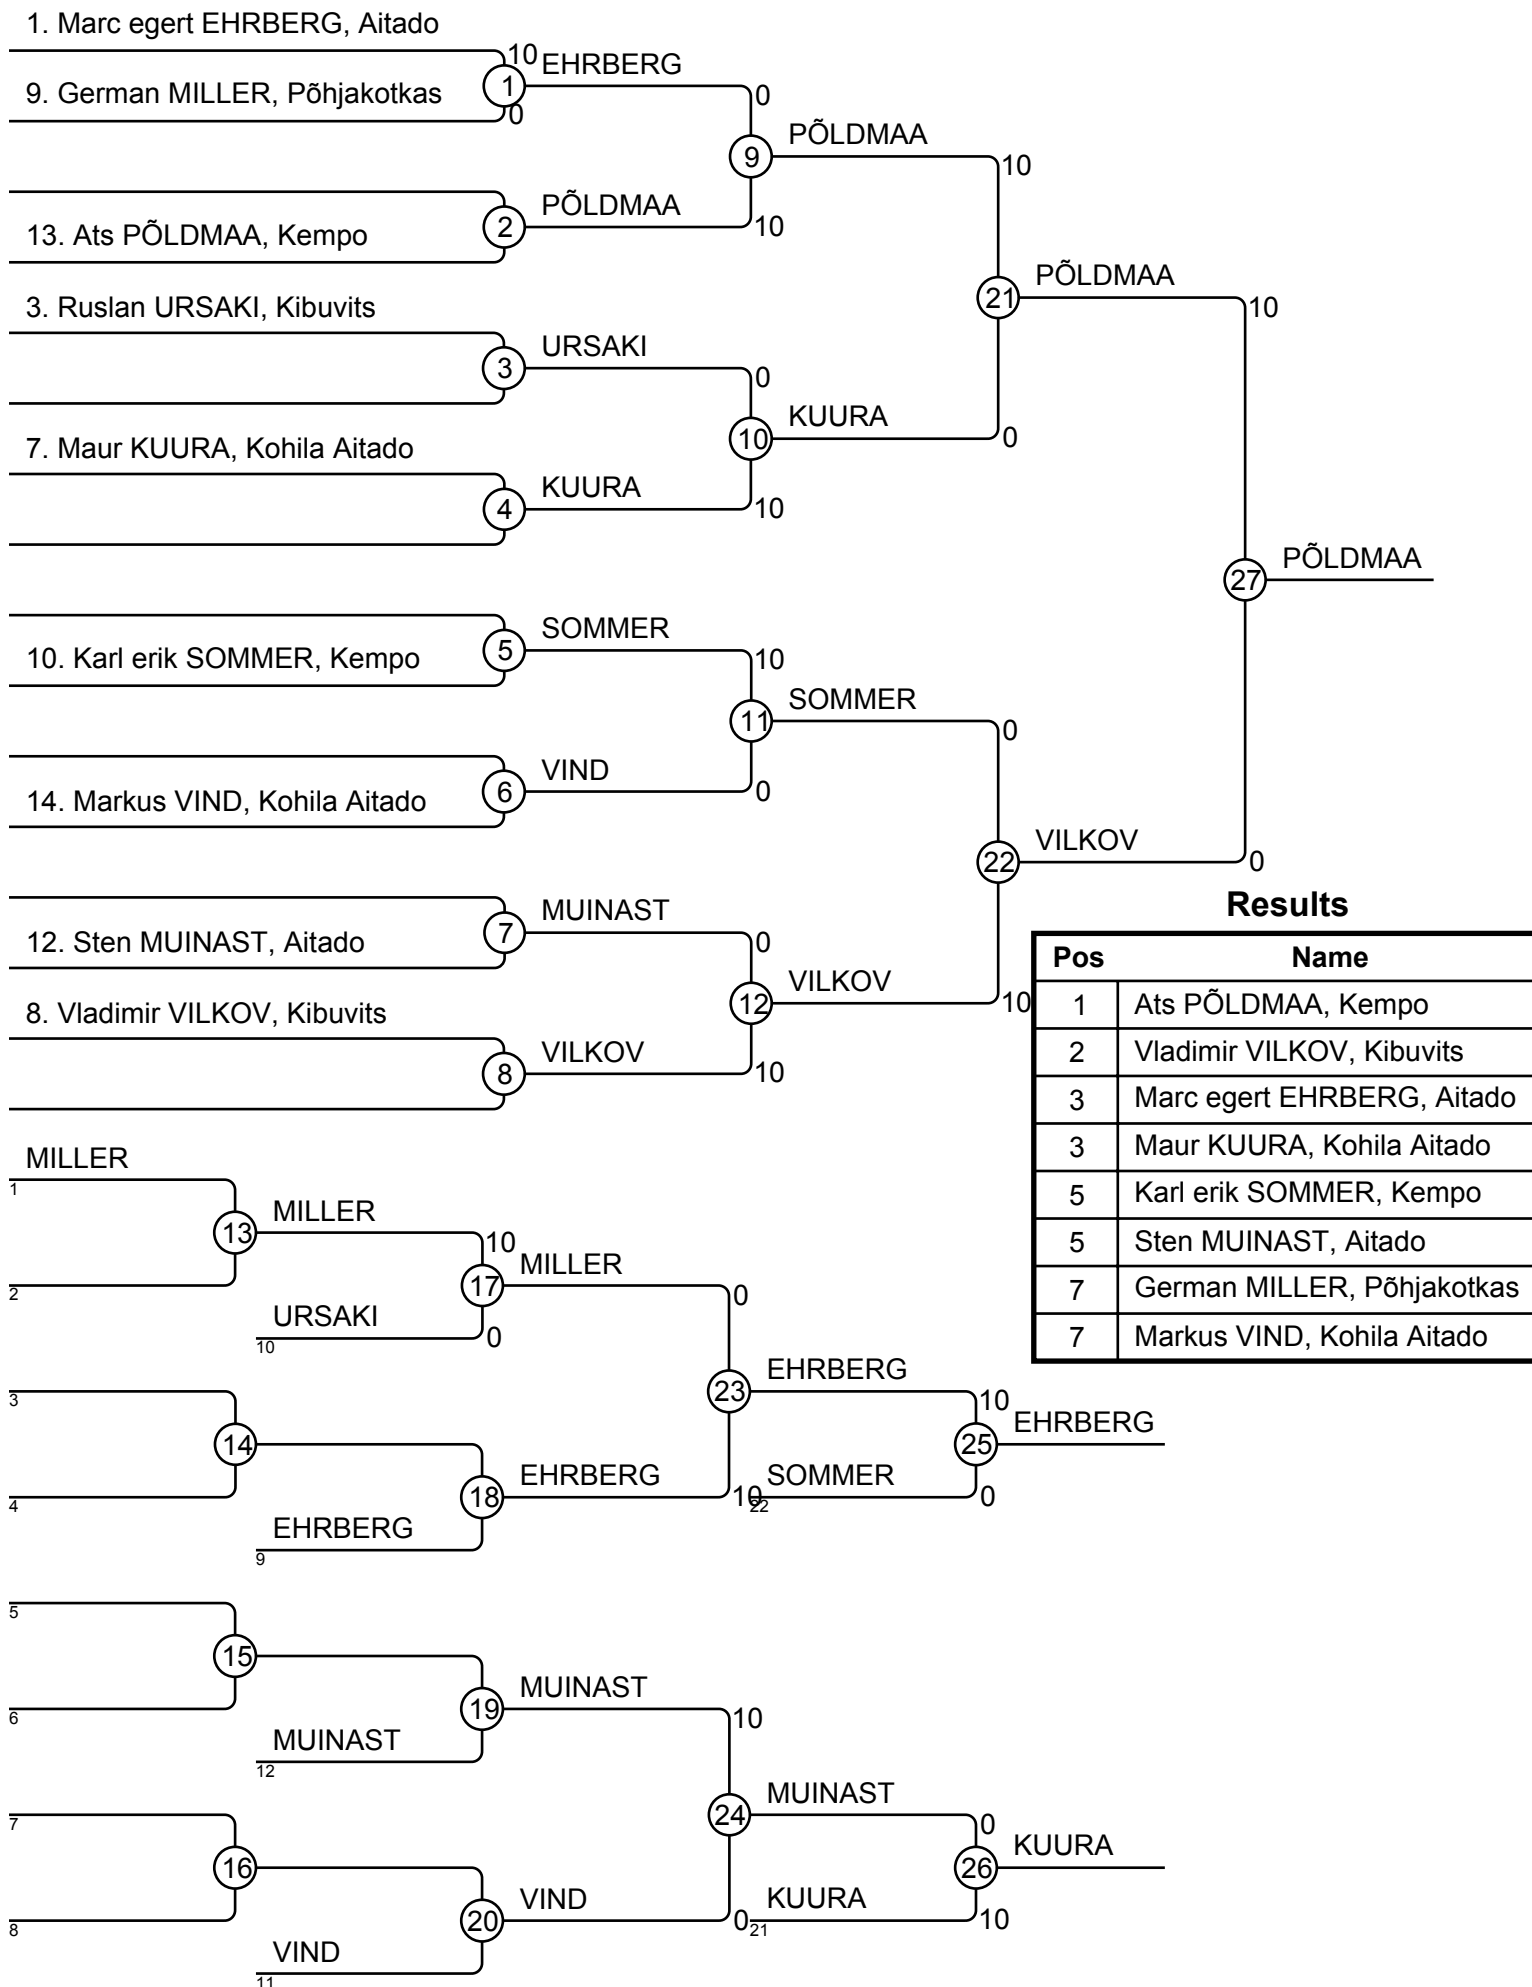 1. Marc egert EHRBERG, Aitado
10
EHRBERG
9. German MILLER, Põhjakotkas
1
0
0
PÕLDMAA
9
10
PÕLDMAA
2
10
13. Ats PÕLDMAA, Kempo
PÕLDMAA
21
10
3. Ruslan URSAKI, Kibuvits
URSAKI
3
0
KUURA
10
0
7. Maur KUURA, Kohila Aitado
KUURA
4
10
PÕLDMAA
27
SOMMER
5
10
10. Karl erik SOMMER, Kempo
SOMMER
11
0
VIND
6
0
14. Markus VIND, Kohila Aitado
VILKOV
22
0
MUINAST
7
0
12. Sten MUINAST, Aitado
VILKOV
12
10
8. Vladimir VILKOV, Kibuvits
VILKOV
8
10
Results
Pos Name
1 Ats PÕLDMAA, Kempo
2 Vladimir VILKOV, Kibuvits
3 Marc egert EHRBERG, Aitado
3 Maur KUURA, Kohila Aitado
5 Karl erik SOMMER, Kempo
5 Sten MUINAST, Aitado
7 German MILLER, Põhjakotkas
7 Markus VIND, Kohila Aitado
MILLER
1
MILLER
13
10
MILLER
17
0
2
URSAKI
10
0
EHRBERG
23
10
3
EHRBERG
25
14
EHRBERG
18
10
SOMMER
22
0
4
EHRBERG
9
5
15
MUINAST
19
10
6
MUINAST
12
MUINAST
24
0
7
KUURA
26
16
VIND
20
0
KUURA
21
10
8
VIND
11